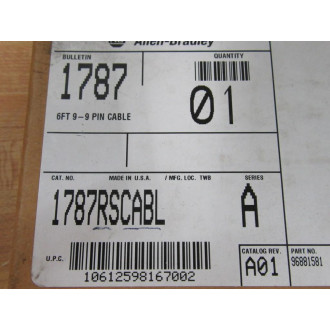 Allen-Bradley
BULLETIN
QUANTITY
1787
01
6FT 9-9 PIN CABLE
CAT. NO.
MADE IN U.S.A.
/ MFG. LOC. TWB
SERIES
1787RSCABL
A
U.P.C.
10612598167002
CATALOG REV.
A01
PART NO.
96881581